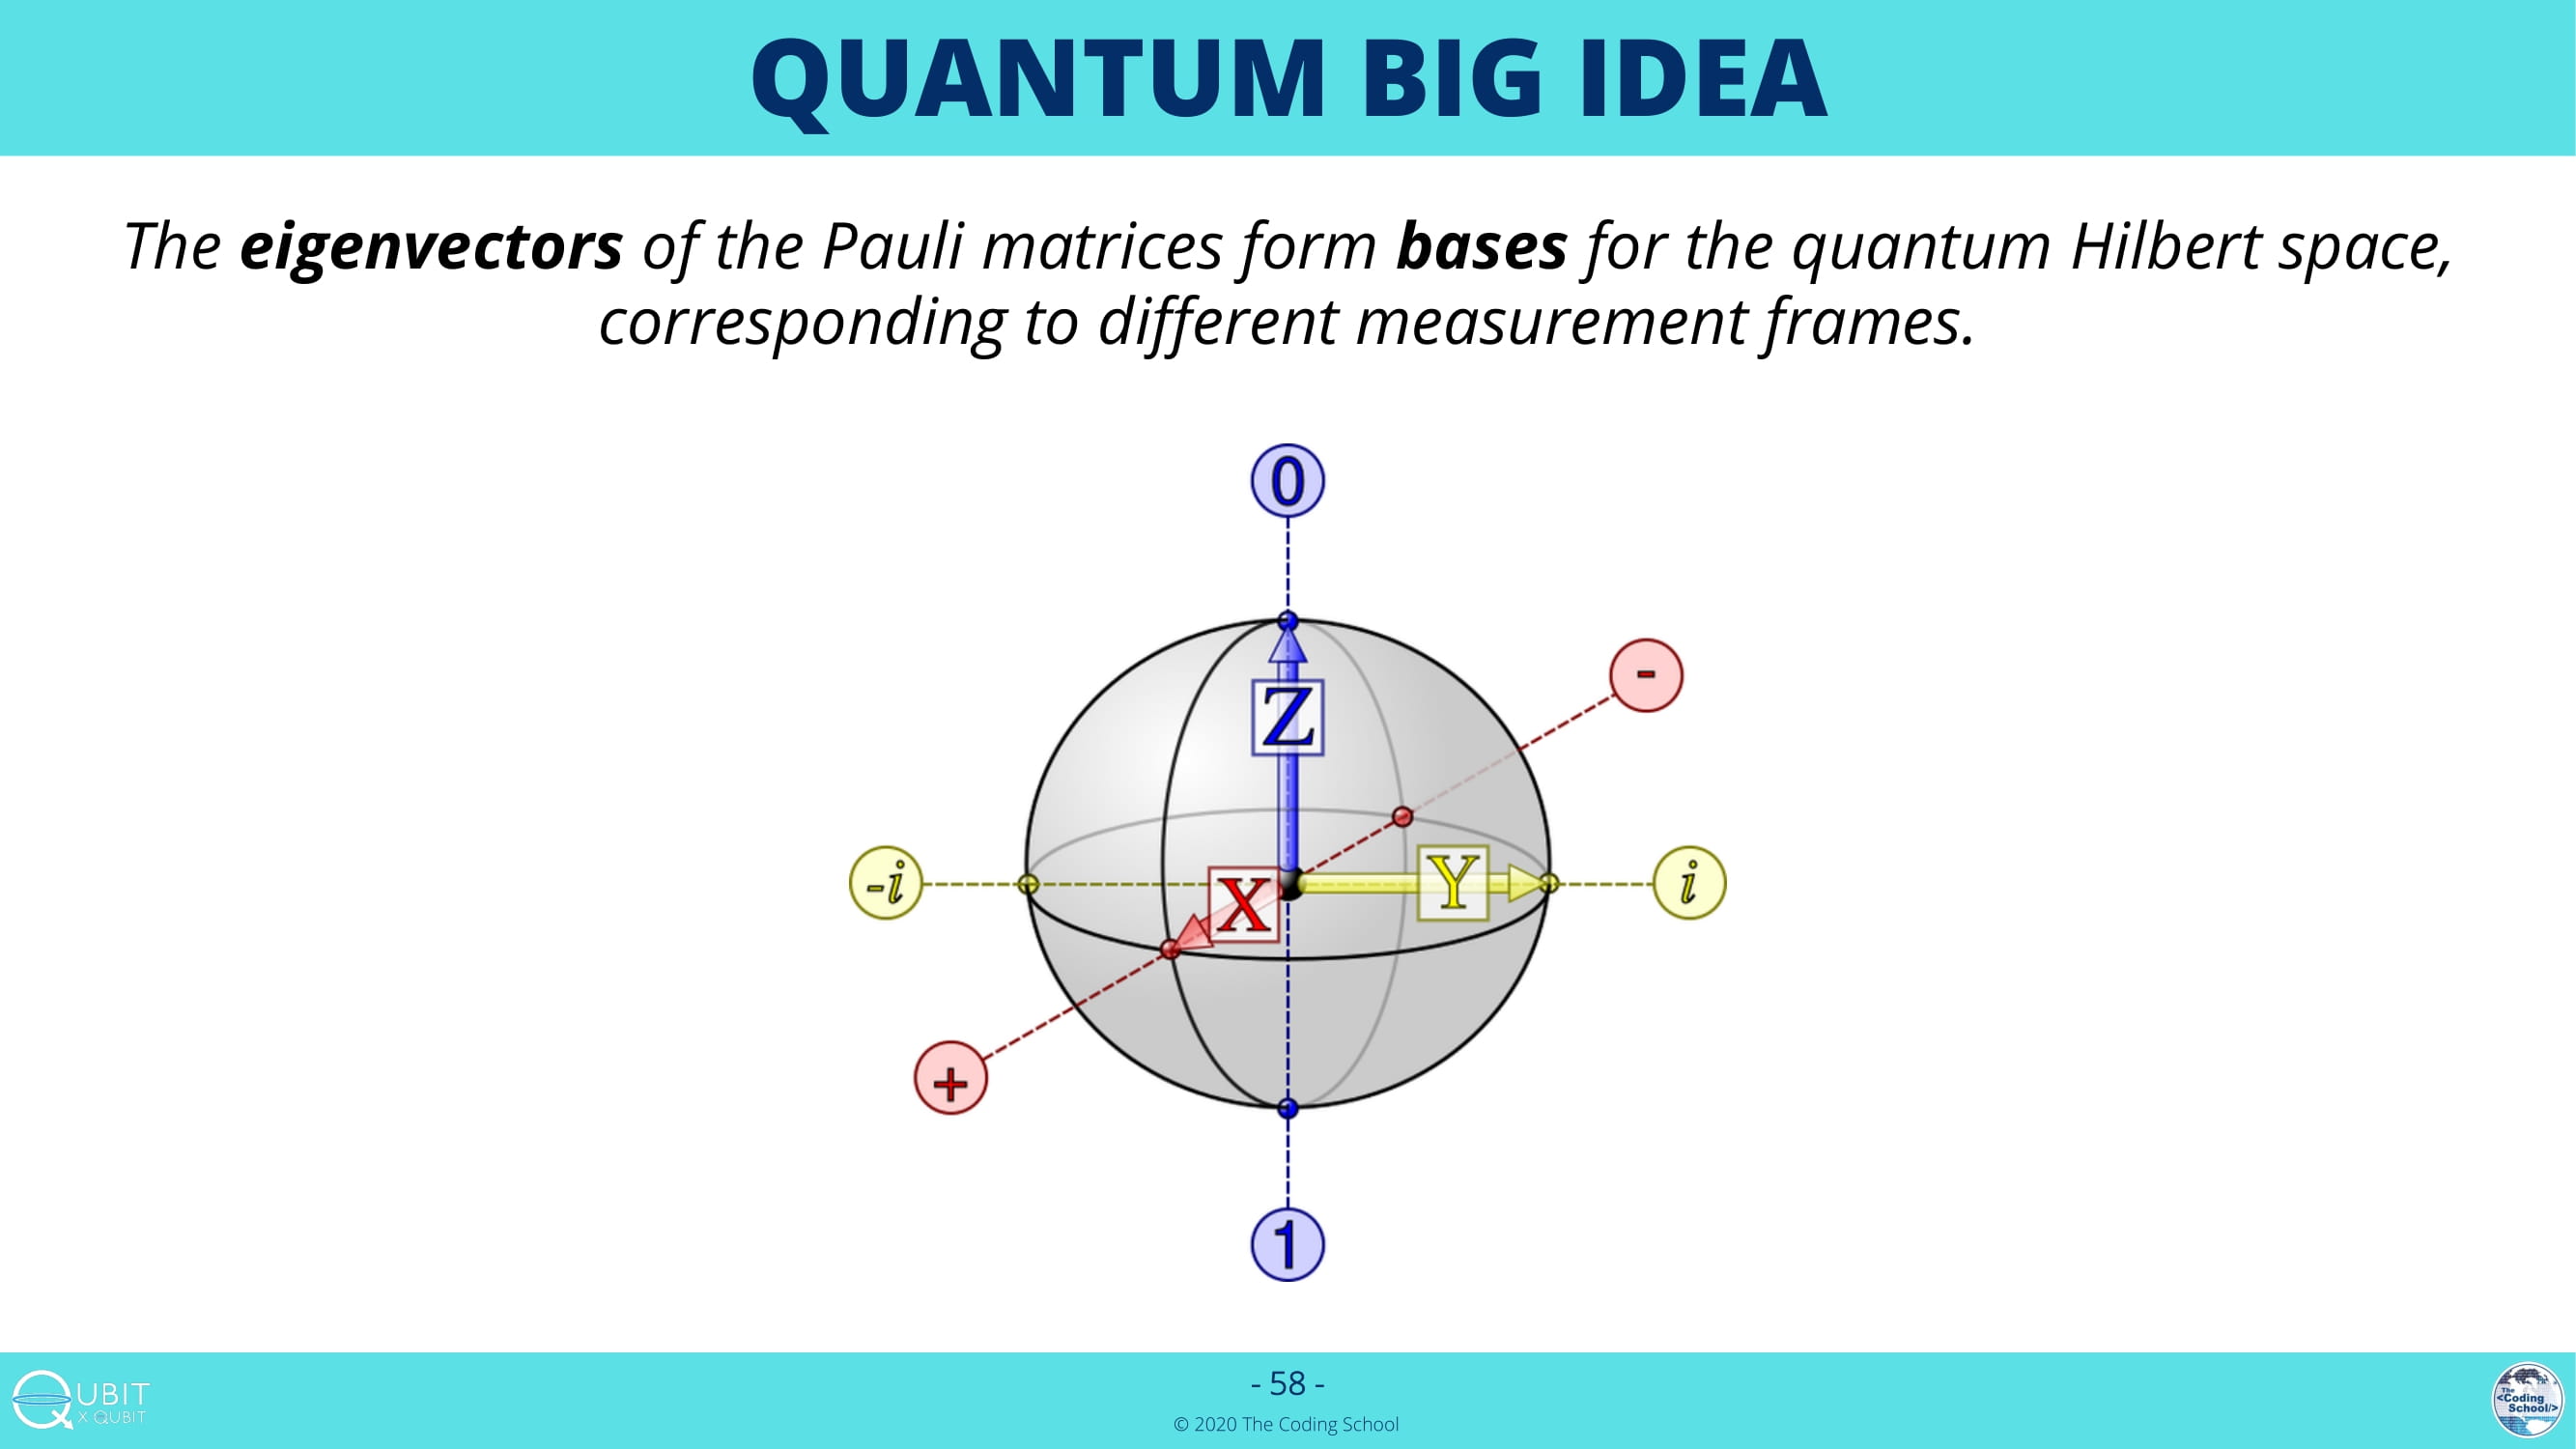 QUANTUM BIG IDEA
The eigenvectors of the Pauli matrices form bases for the quantum Hilbert space,
corresponding to different measurement frames.
0
-
Z
-i
X
Y
i
+
1
- 58 -
QUBIT
X QUBIT
© 2020 The Coding School
The
<Coding
School/>